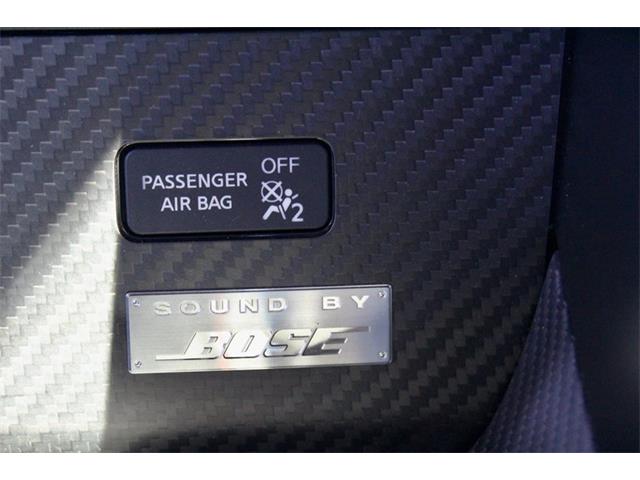 PASSENGER OFF
AIR BAG 2
SOUND BY
BOSE